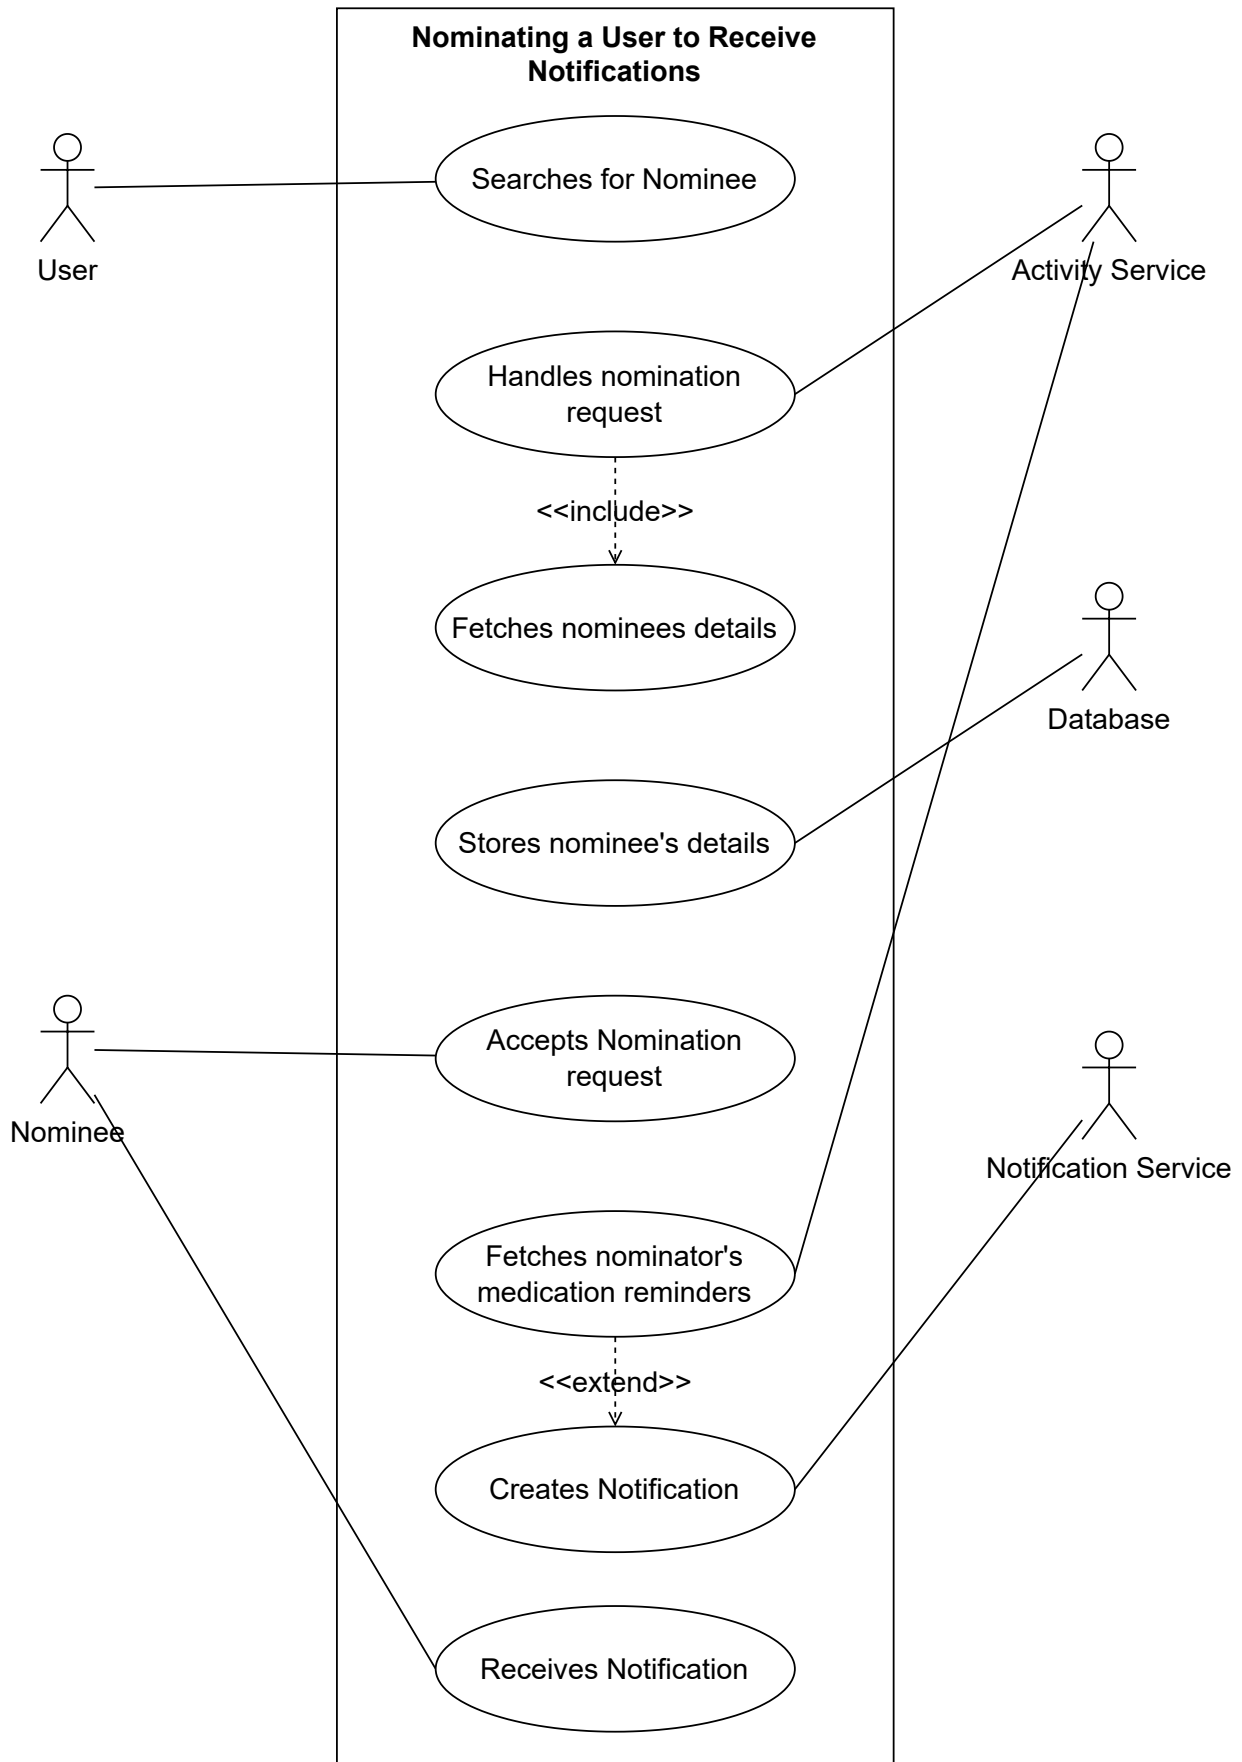 Nominating a User to Receive
Notifications
Searches for Nominee
User
Activity Service
Handles nomination
request
<<include>>
Fetches nominees details
Database
Stores nominee's details
Accepts Nomination
request
Nominee
Notification Service
Fetches nominator's
medication reminders
<<extend>>
Creates Notification
Receives Notification